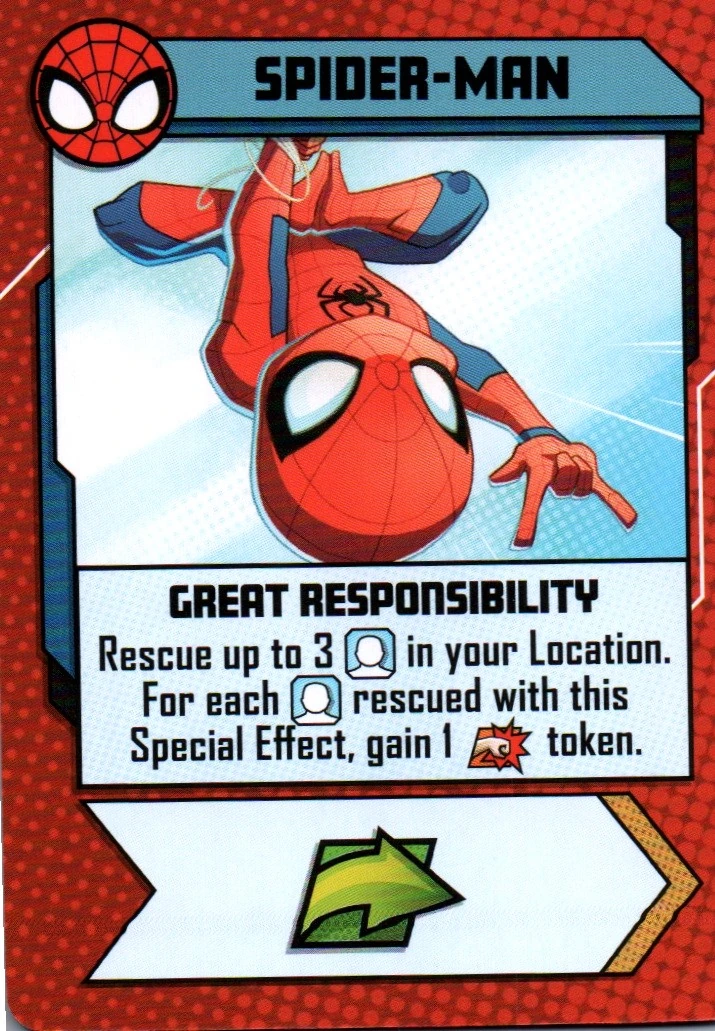 SPIDER-MAN
GREAT RESPONSIBILITY
Rescue up to 3 in your Location.
For each rescued with this
Special Effect, gain 1 token.